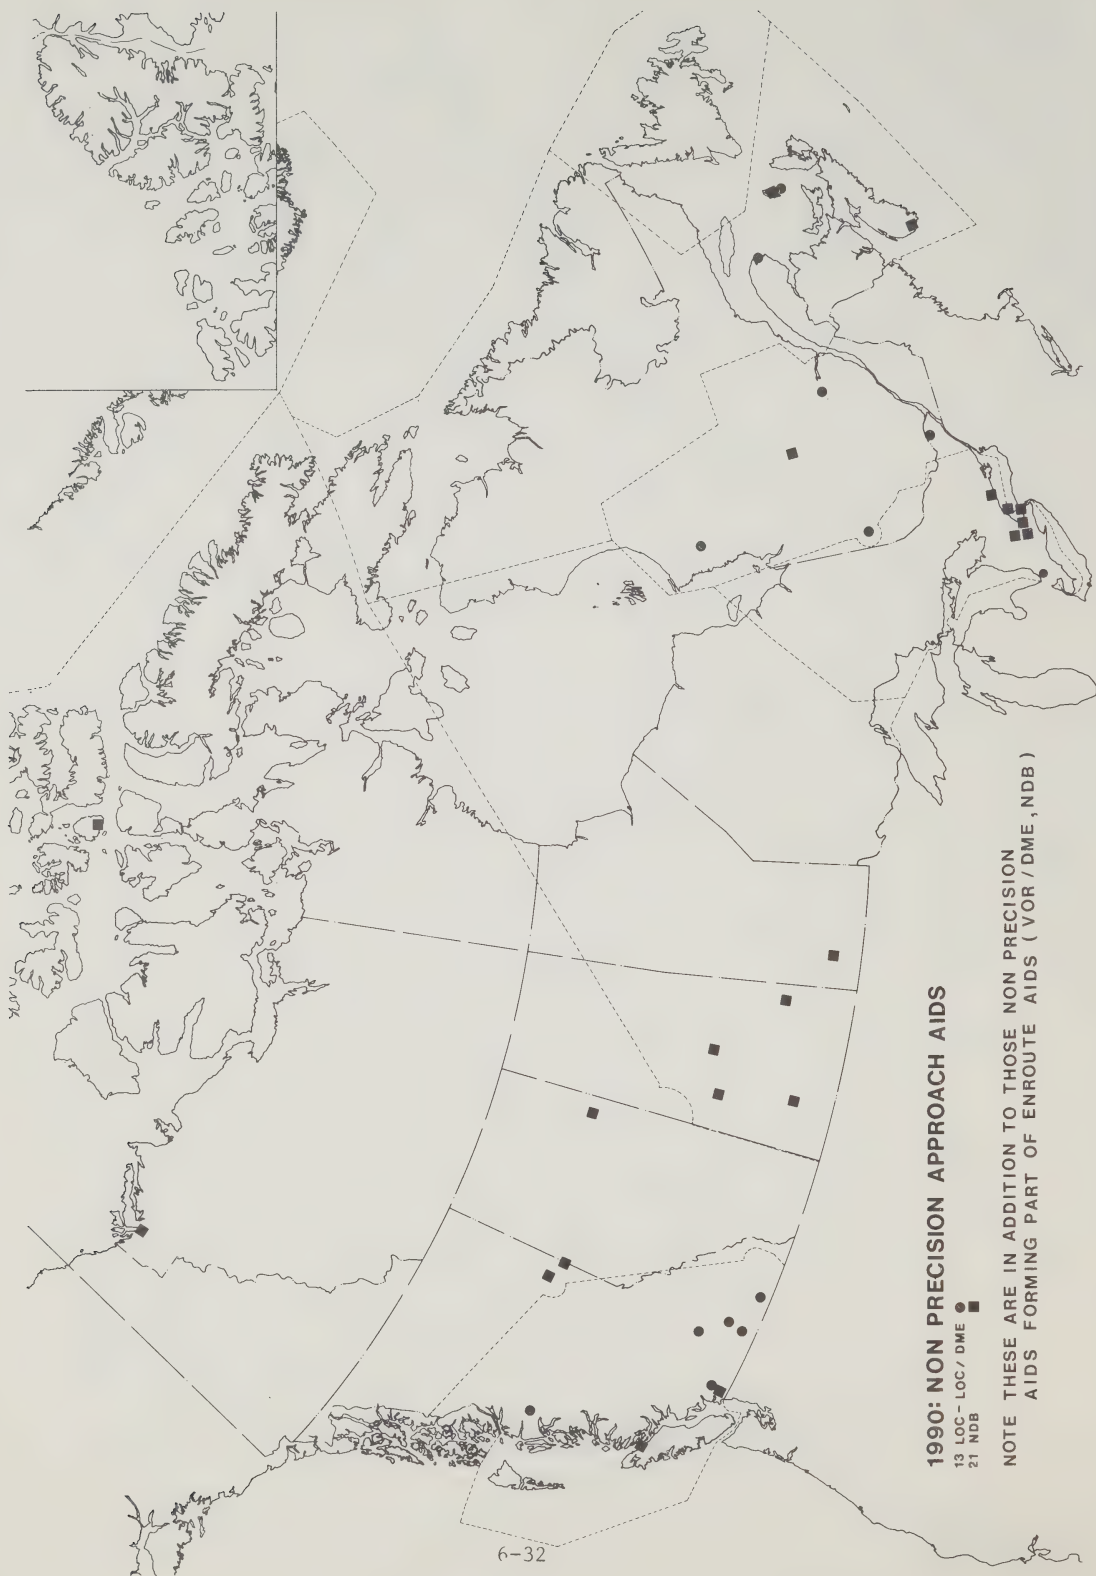 1990: NON PRECISION APPROACH AIDS
13 LOC - LOC / DME
21 NDB
NOTE THESE ARE IN ADDITION TO THOSE NON PRECISION
AIDS FORMING PART OF ENROUTE AIDS ( VOR / DME, NDB )
6-32